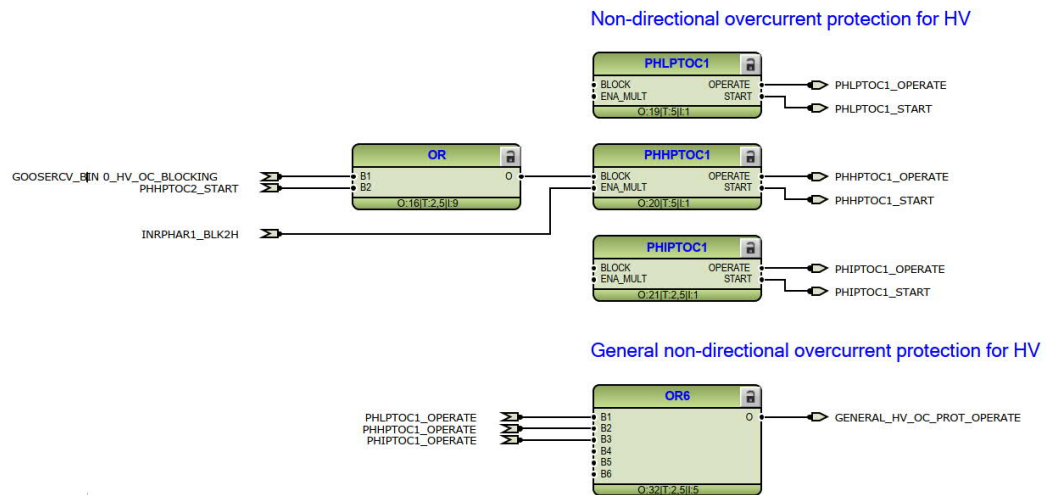 Non-directional overcurrent protection for HV
PHLPTOC1
BLOCK OPERATE
ENA_MULT START
O:19|T:5|I:1
PHLPTOC1_OPERATE
PHLPTOC1_START
GOOSERCV_BIN 0_HV_OC_BLOCKING
PHHPTOC2_START
OR
B1 O
B2
O:16|T:2,5|I:9
PHHPTOC1
BLOCK OPERATE
ENA_MULT START
O:20|T:5|I:1
PHHPTOC1_OPERATE
PHHPTOC1_START
INRPHAR1_BLK2H
PHIPTOC1
BLOCK OPERATE
ENA_MULT START
O:21|T:2,5|I:1
PHIPTOC1_OPERATE
PHIPTOC1_START
General non-directional overcurrent protection for HV
PHLPTOC1_OPERATE
PHHPTOC1_OPERATE
PHIPTOC1_OPERATE
OR6
B1 O
B2
B3
B4
B5
B6
O:32|T:2,5|I:5
GENERAL_HV_OC_PROT_OPERATE